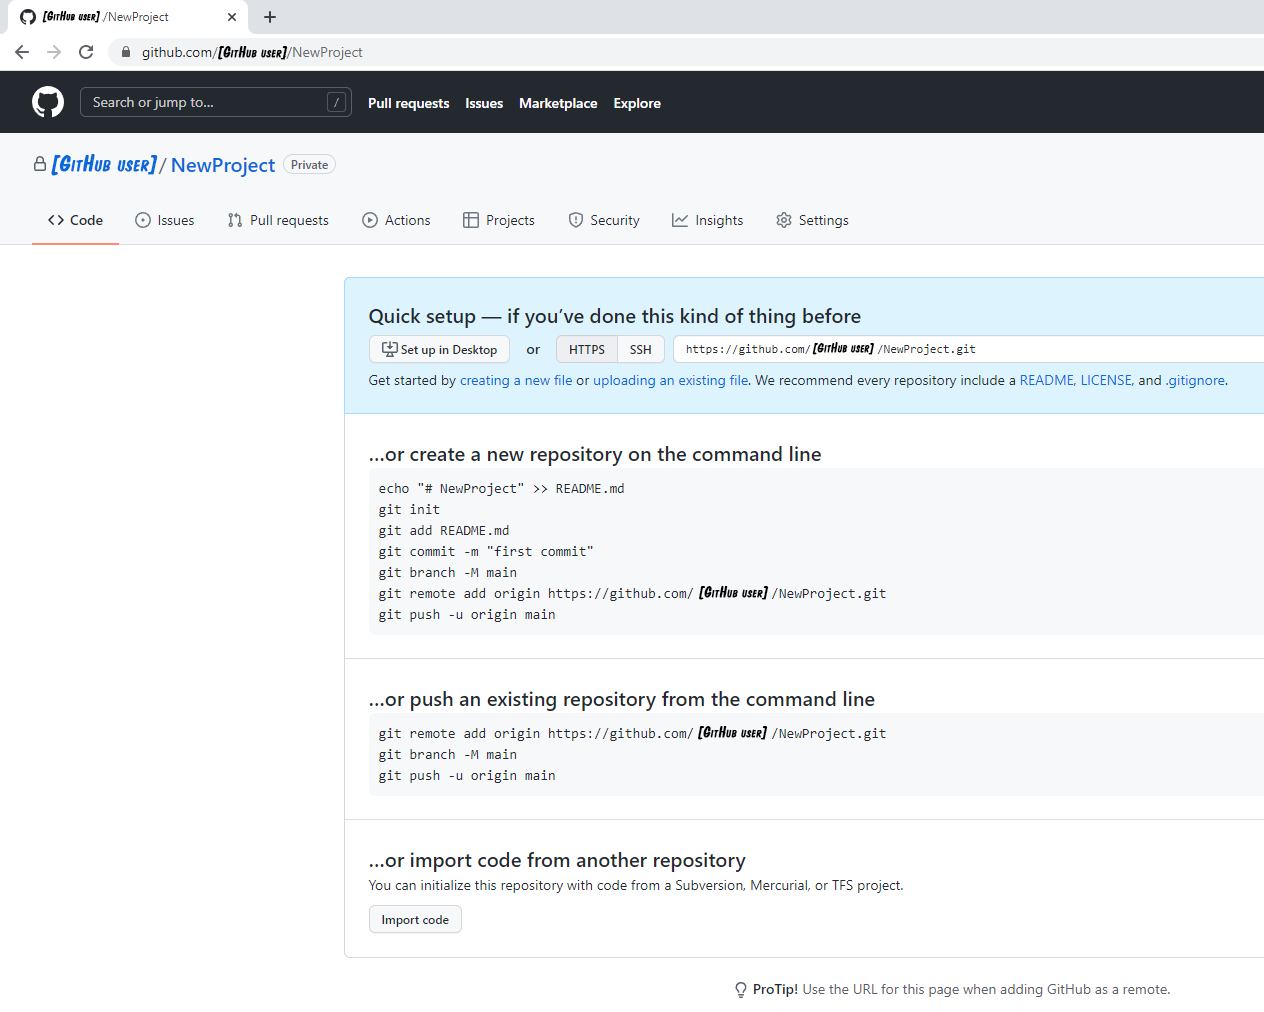 [GitHub user] /NewProject
github.com/[GitHub user]/NewProject
Search or jump to... /
Pull requests Issues Marketplace Explore
[GitHub user] / NewProject Private
<> Code Issues Pull requests Actions Projects Security Insights Settings
Quick setup — if you’ve done this kind of thing before
Set up in Desktop or HTTPS SSH https://github.com/[GitHub user] /NewProject.git
Get started by creating a new file or uploading an existing file. We recommend every repository include a README, LICENSE, and .gitignore.
…or create a new repository on the command line
echo "# NewProject" >> README.md
git init
git add README.md
git commit -m "first commit"
git branch -M main
git remote add origin https://github.com/ [GitHub user] /NewProject.git
git push -u origin main
…or push an existing repository from the command line
git remote add origin https://github.com/ [GitHub user] /NewProject.git
git branch -M main
git push -u origin main
…or import code from another repository
You can initialize this repository with code from a Subversion, Mercurial, or TFS project.
Import code
ProTip! Use the URL for this page when adding GitHub as a remote.